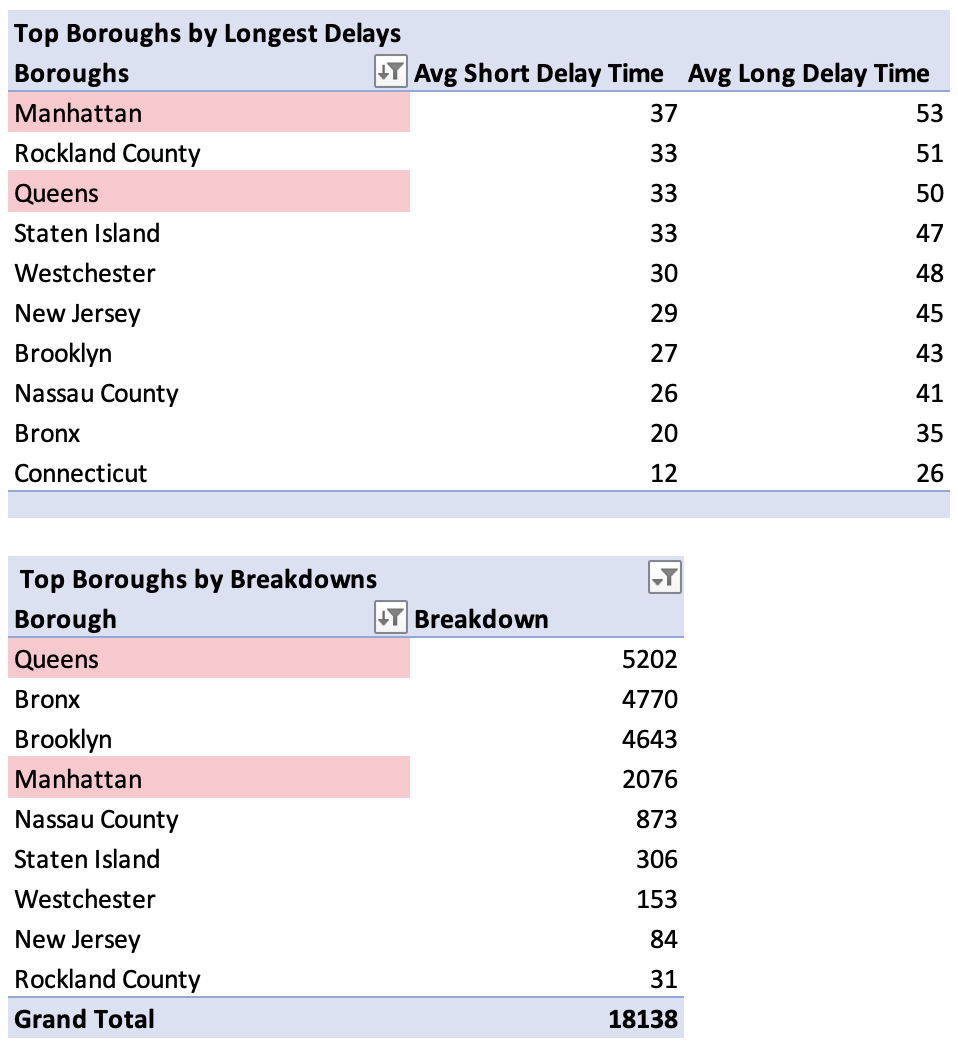 Top Boroughs by Longest Delays
Boroughs Avg Short Delay Time Avg Long Delay Time
Manhattan 37 53
Rockland County 33 51
Queens 33 50
Staten Island 33 47
Westchester 30 48
New Jersey 29 45
Brooklyn 27 43
Nassau County 26 41
Bronx 20 35
Connecticut 12 26
Top Boroughs by Breakdowns
Borough Breakdown
Queens 5202
Bronx 4770
Brooklyn 4643
Manhattan 2076
Nassau County 873
Staten Island 306
Westchester 153
New Jersey 84
Rockland County 31
Grand Total 18138